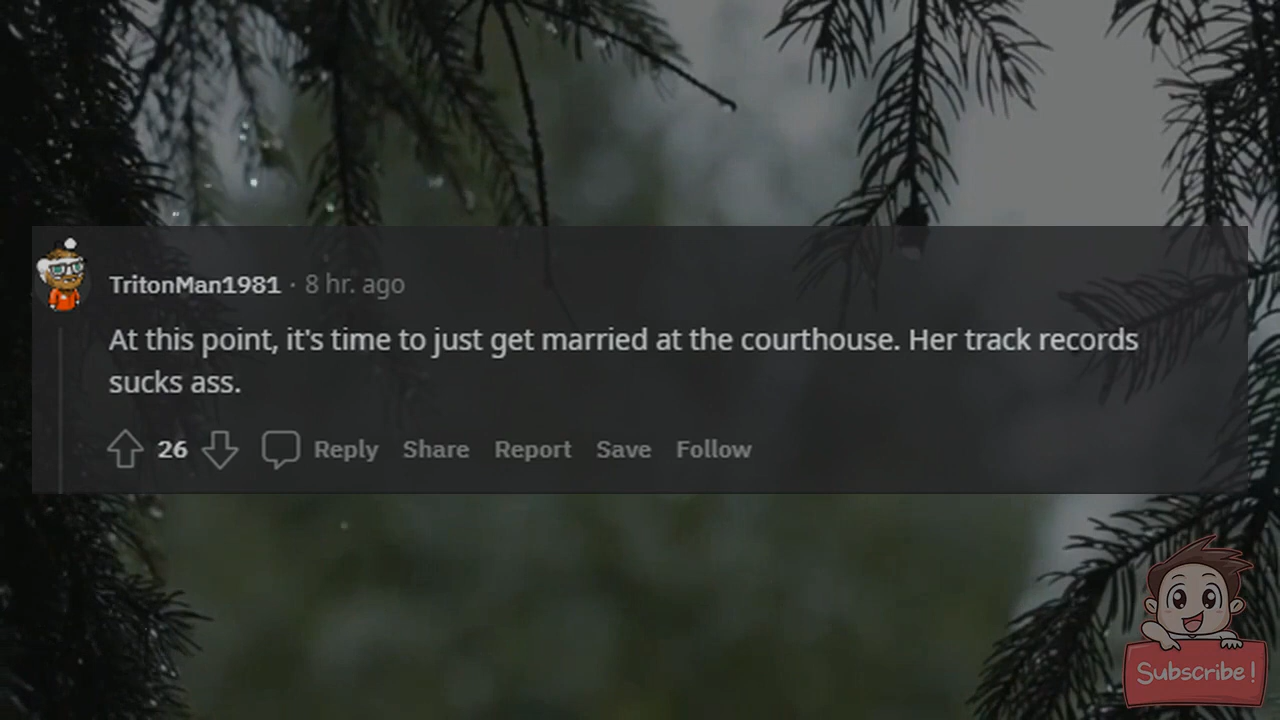 TritonMan1981 · 8 hr. ago
At this point, it's time to just get married at the courthouse. Her track records
sucks ass.
26 Reply Share Report Save Follow
Subscribe!